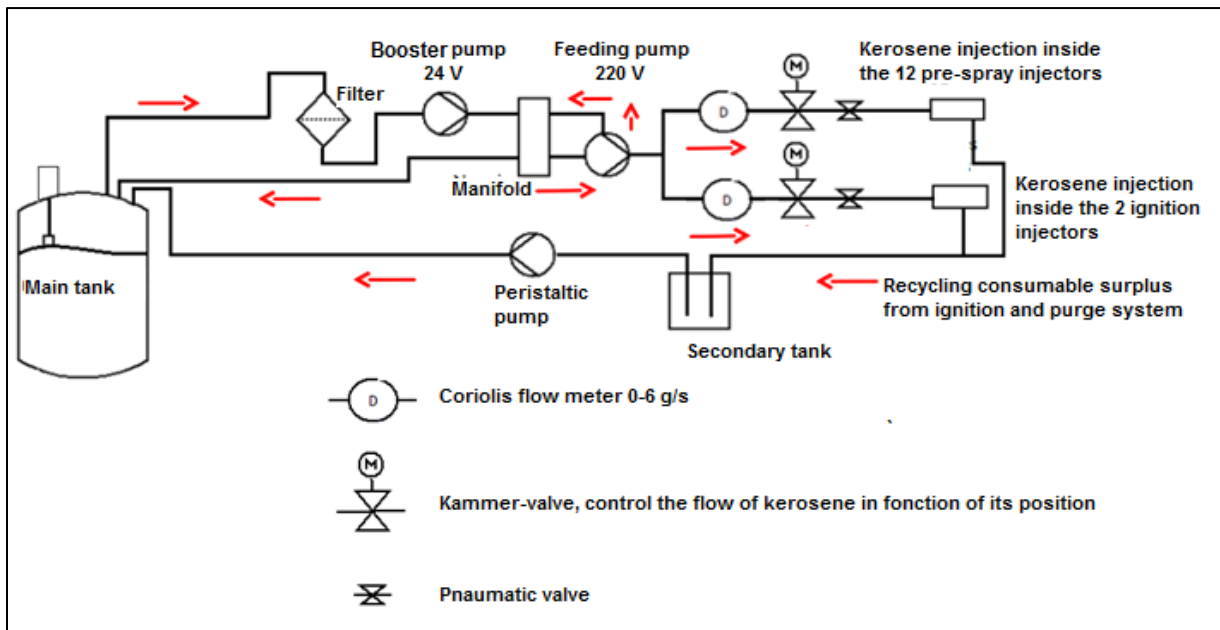 Booster pump
24 V
Feeding pump
220 V
Kerosene injection inside
the 12 pre-spray injectors
M
Filter
D
M
s
Manifold
D
Kerosene injection
inside the 2 ignition
injectors
Main tank
Peristaltic
pump
Recycling consumable surplus
from ignition and purge system
Secondary tank
D
Coriolis flow meter 0-6 g/s
M
Kammer-valve, control the flow of kerosene in fonction of its position
Pnaumatic valve